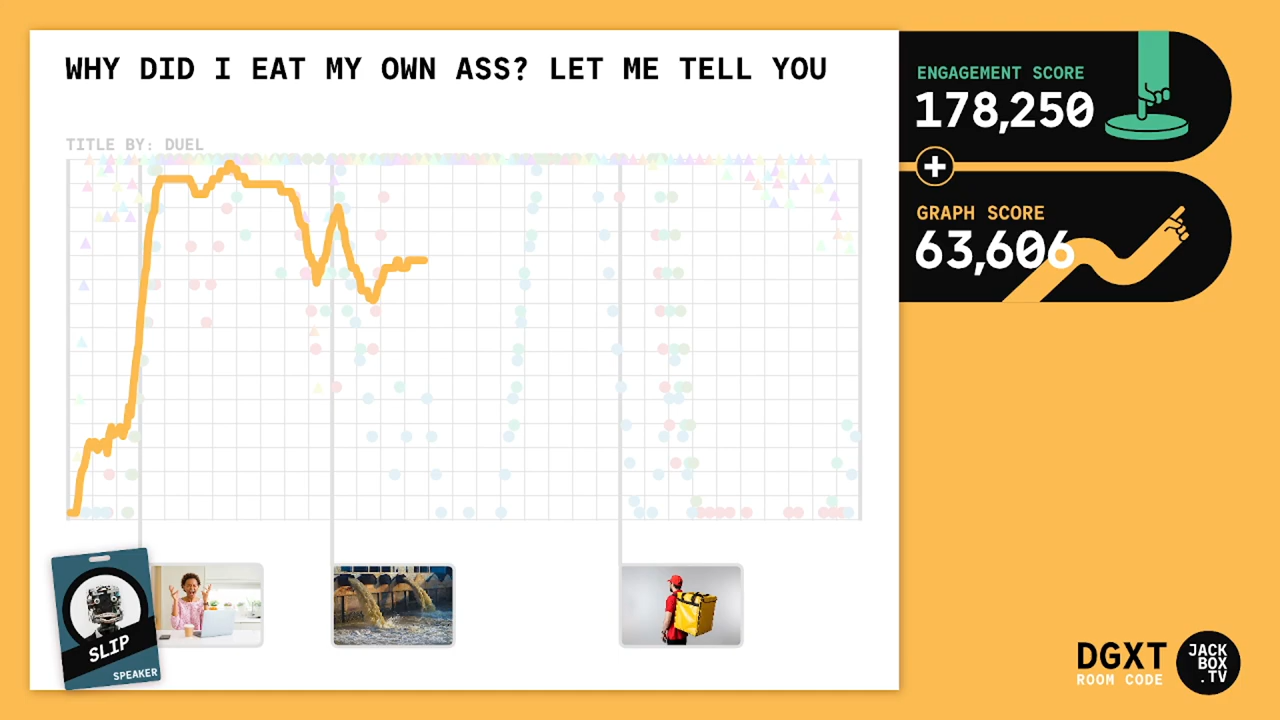 WHY DID I EAT MY OWN ASS? LET ME TELL YOU
TITLE BY: DUEL
ENGAGEMENT SCORE
178,250
+
GRAPH SCORE
63,606
SLIP
SPEAKER
DGXT
ROOM CODE
JACK
BOX
.TV